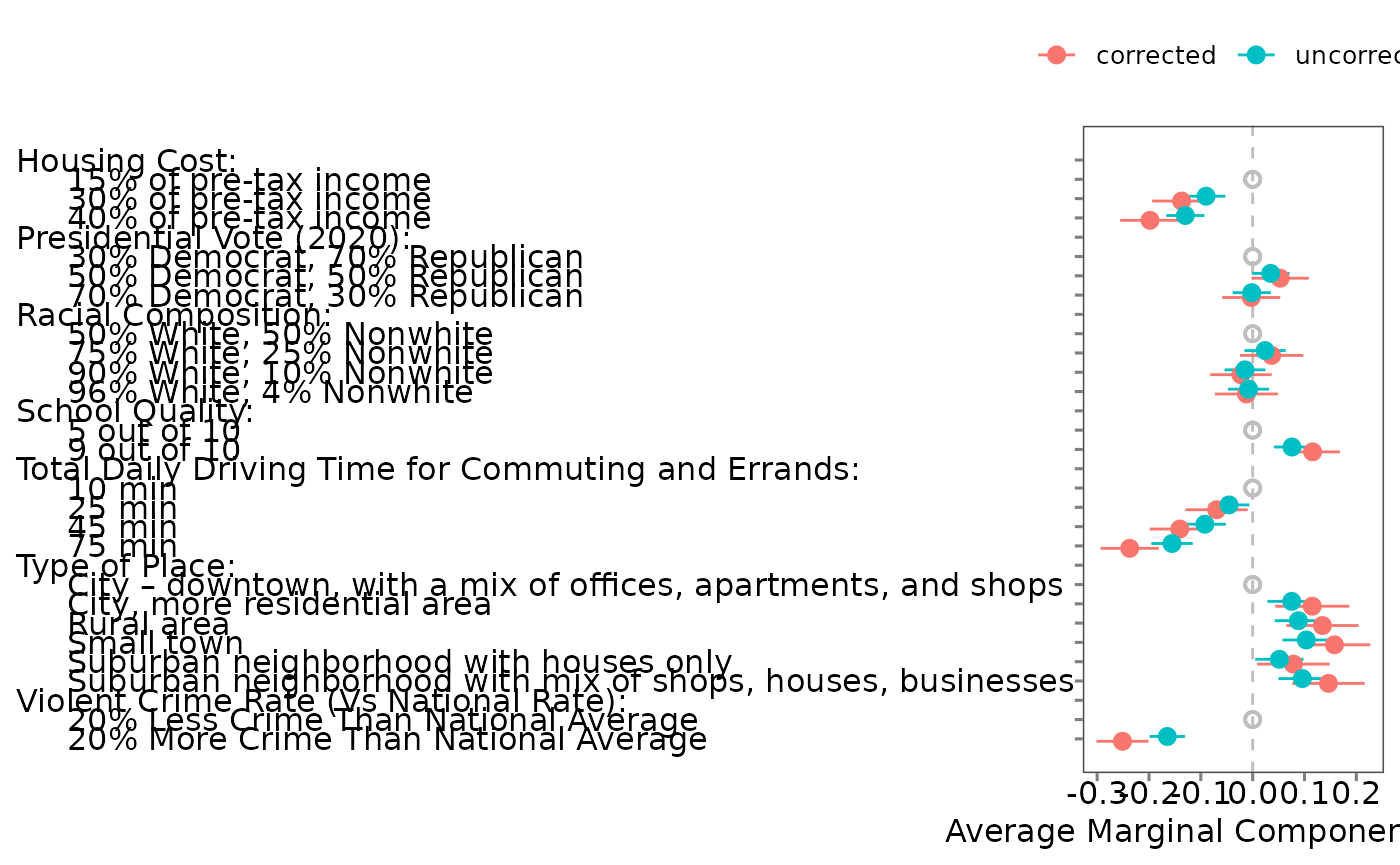 corrected uncorrec
Housing Cost:
15% of pre-tax income
30% of pre-tax income
40% of pre-tax income
Presidential Vote (2020):
30% Democrat, 70% Republican
50% Democrat, 50% Republican
70% Democrat, 30% Republican
Racial Composition:
50% White, 50% Nonwhite
75% White, 25% Nonwhite
90% White, 10% Nonwhite
96% White, 4% Nonwhite
School Quality:
5 out of 10
9 out of 10
Total Daily Driving Time for Commuting and Errands:
10 min
25 min
45 min
75 min
Type of Place:
City – downtown, with a mix of offices, apartments, and shops
City, more residential area
Rural area
Small town
Suburban neighborhood with houses only
Suburban neighborhood with mix of shops, houses, businesses
Violent Crime Rate (Vs National Rate):
20% Less Crime Than National Average
20% More Crime Than National Average
-0.3 -0.2 -0.1 0.0 0.1 0.2
Average Marginal Componen